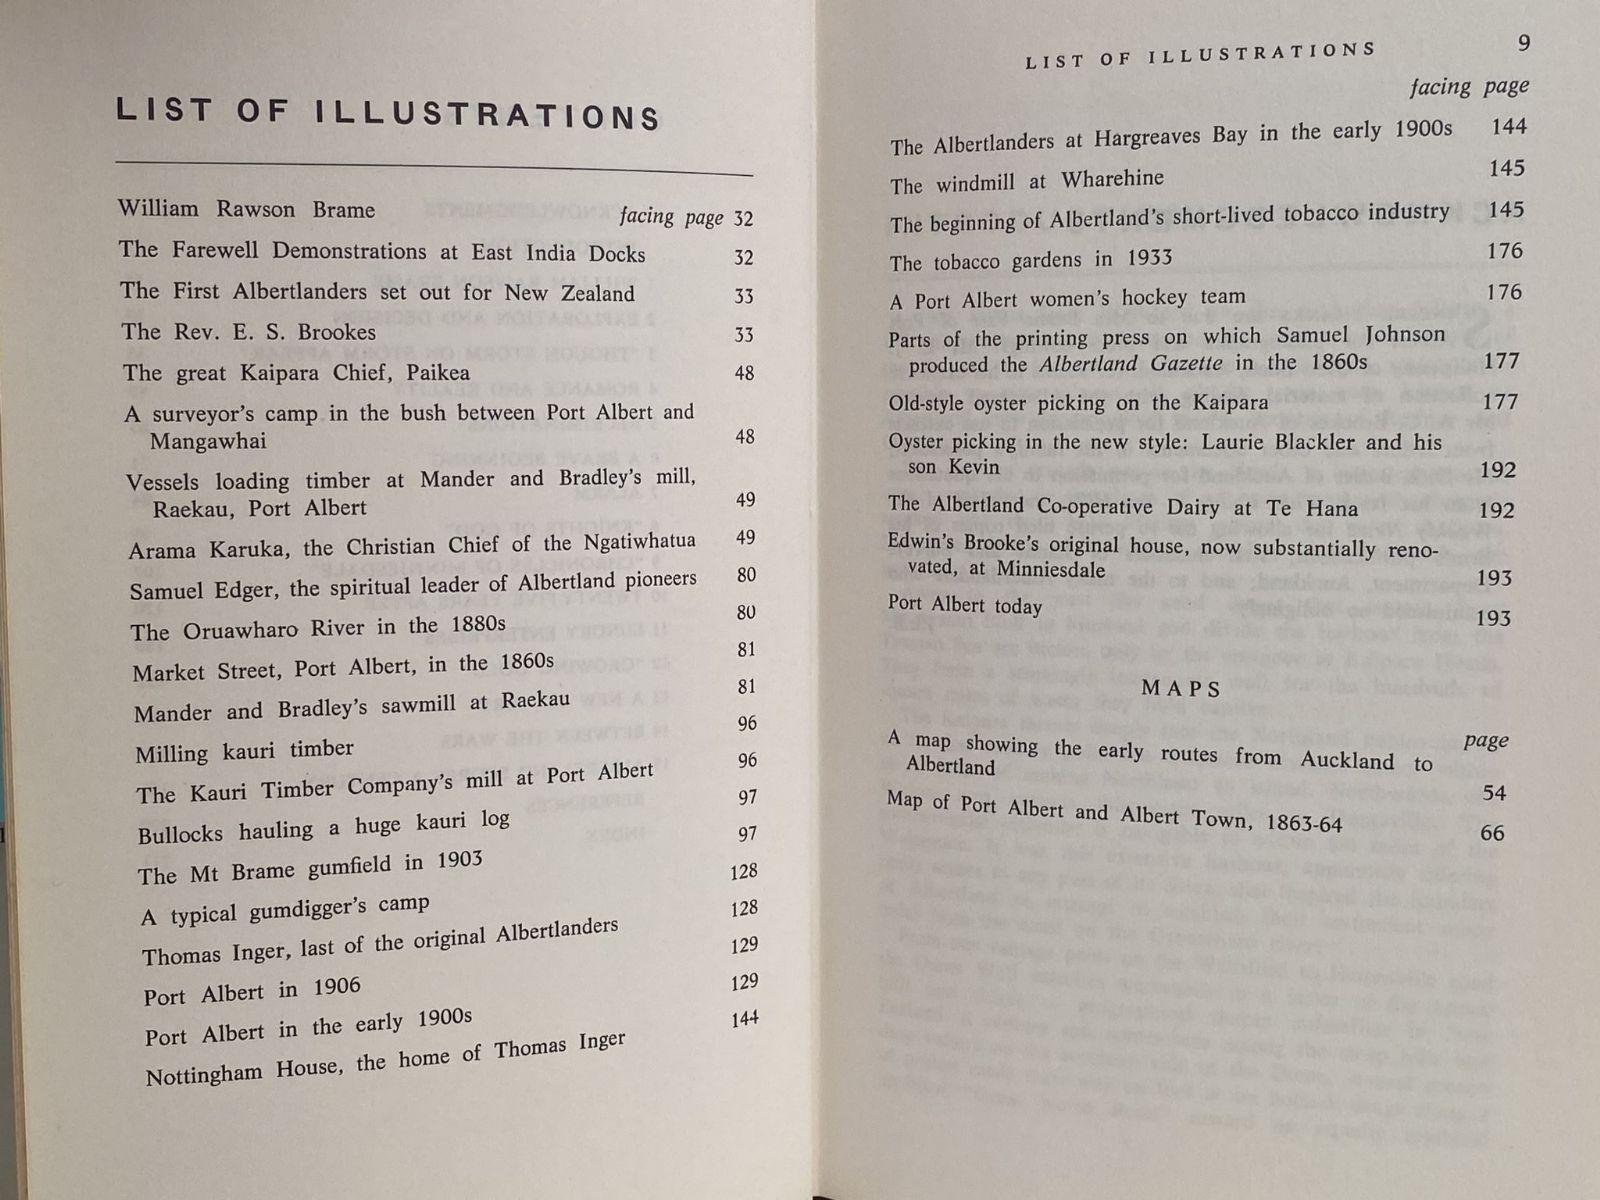 LIST OF ILLUSTRATIONS
William Rawson Brame facing page 32
The Farewell Demonstrations at East India Docks 32
The First Albertlanders set out for New Zealand 33
The Rev. E. S. Brookes 33
The great Kaipara Chief, Paikea 48
A surveyor's camp in the bush between Port Albert and
Mangawhai 48
Vessels loading timber at Mander and Bradley's mill,
Raekau, Port Albert 49
Arama Karuka, the Christian Chief of the Ngatiwhatua 49
Samuel Edger, the spiritual leader of Albertland pioneers 80
The Oruawharo River in the 1880s 80
Market Street, Port Albert, in the 1860s 81
Mander and Bradley's sawmill at Raekau 81
Milling kauri timber 96
The Kauri Timber Company's mill at Port Albert 96
Bullocks hauling a huge kauri log 97
The Mt Brame gumfield in 1903 97
A typical gumdigger's camp 128
Thomas Inger, last of the original Albertlanders 128
Port Albert in 1906 129
Port Albert in the early 1900s 129
Nottingham House, the home of Thomas Inger 144
LIST OF ILLUSTRATIONS 9
facing page
The Albertlanders at Hargreaves Bay in the early 1900s 144
The windmill at Wharehine 145
The beginning of Albertland's short-lived tobacco industry 145
The tobacco gardens in 1933 176
A Port Albert women's hockey team 176
Parts of the printing press on which Samuel Johnson
produced the Albertland Gazette in the 1860s 177
Old-style oyster picking on the Kaipara 177
Oyster picking in the new style: Laurie Blackler and his
son Kevin 192
The Albertland Co-operative Dairy at Te Hana 192
Edwin's Brooke's original house, now substantially reno-
vated, at Minniesdale 193
Port Albert today 193
MAPS
page
A map showing the early routes from Auckland to
Albertland 54
Map of Port Albert and Albert Town, 1863-64 66